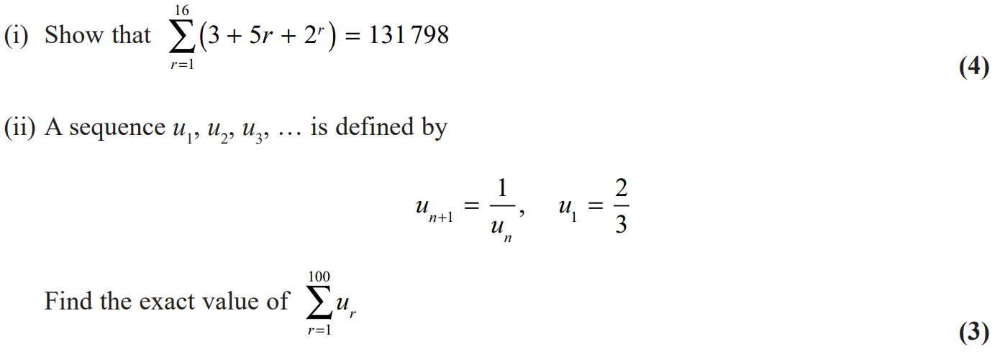 (i) Show that $\sum_{r=1}^{16} (3 + 5r + 2^r) = 131\,798$
(4)
(ii) A sequence $u_1, u_2, u_3, \ldots$ is defined by
$u_{n+1} = \frac{1}{u_n}, \quad u_1 = \frac{2}{3}$
Find the exact value of $\sum_{r=1}^{100} u_r$
(3)